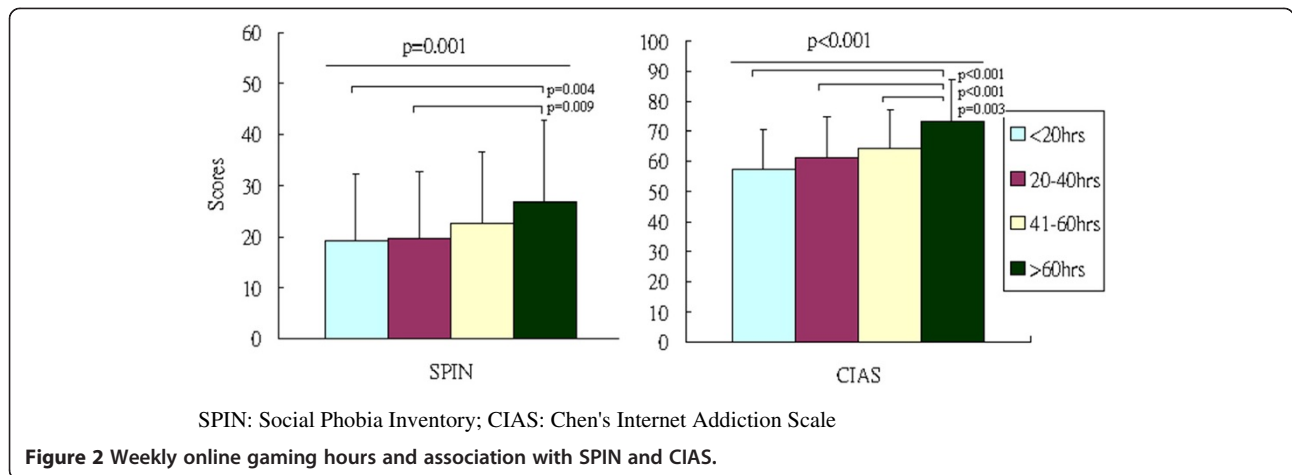 60
50
40
30
20
10
0
Scores
p=0.001
p=0.004
p=0.009
SPIN
100
90
80
70
60
50
40
30
20
10
0
p<0.001
p<0.001
p<0.001
p=0.003
CIAS
<20hrs
20-40hrs
41-60hrs
>60hrs
SPIN: Social Phobia Inventory; CIAS: Chen's Internet Addiction Scale
Figure 2 Weekly online gaming hours and association with SPIN and CIAS.